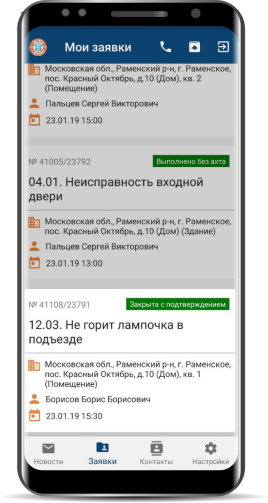 Мои заявки
Московская обл., Раменский р-н, г. Раменское,
пос. Красный Октябрь, д.10 (Дом), кв. 2
(Помещение)
Пальцев Сергей Викторович
23.01.19 15:00
№ 41005/23792
Выполнено без акта
04.01. Неисправность входной
двери
Московская обл., Раменский р-н, г. Раменское,
пос. Красный Октябрь, д.10 (Дом) (Здание)
Пальцев Сергей Викторович
23.01.19 13:00
№ 41108/23791
Закрыта с подтверждением
12.03. Не горит лампочка в
подъезде
Московская обл., Раменский р-н, г. Раменское,
пос. Красный Октябрь, д.10 (Дом), кв. 1
(Помещение)
Борисов Борис Борисович
23.01.19 15:30
Новости
Заявки
Контакты
Настройки